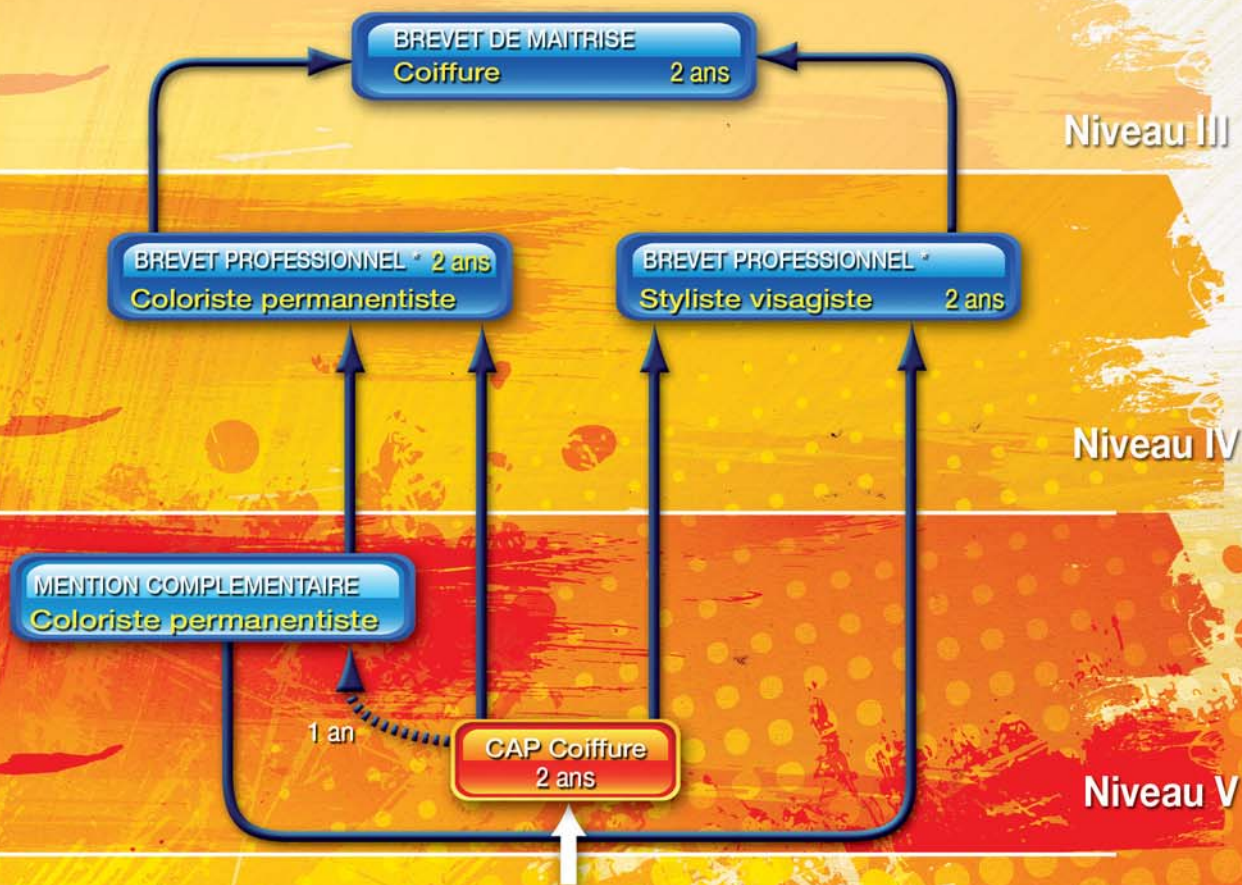 BREVET DE MAITRISE
Coiffure 2 ans
Niveau III
BREVET PROFESSIONNEL * 2 ans
Coloriste permanentiste
BREVET PROFESSIONNEL *
Styliste visagiste 2 ans
Niveau IV
MENTION COMPLEMENTAIRE
Coloriste permanentiste
1 an
CAP Coiffure
2 ans
Niveau V